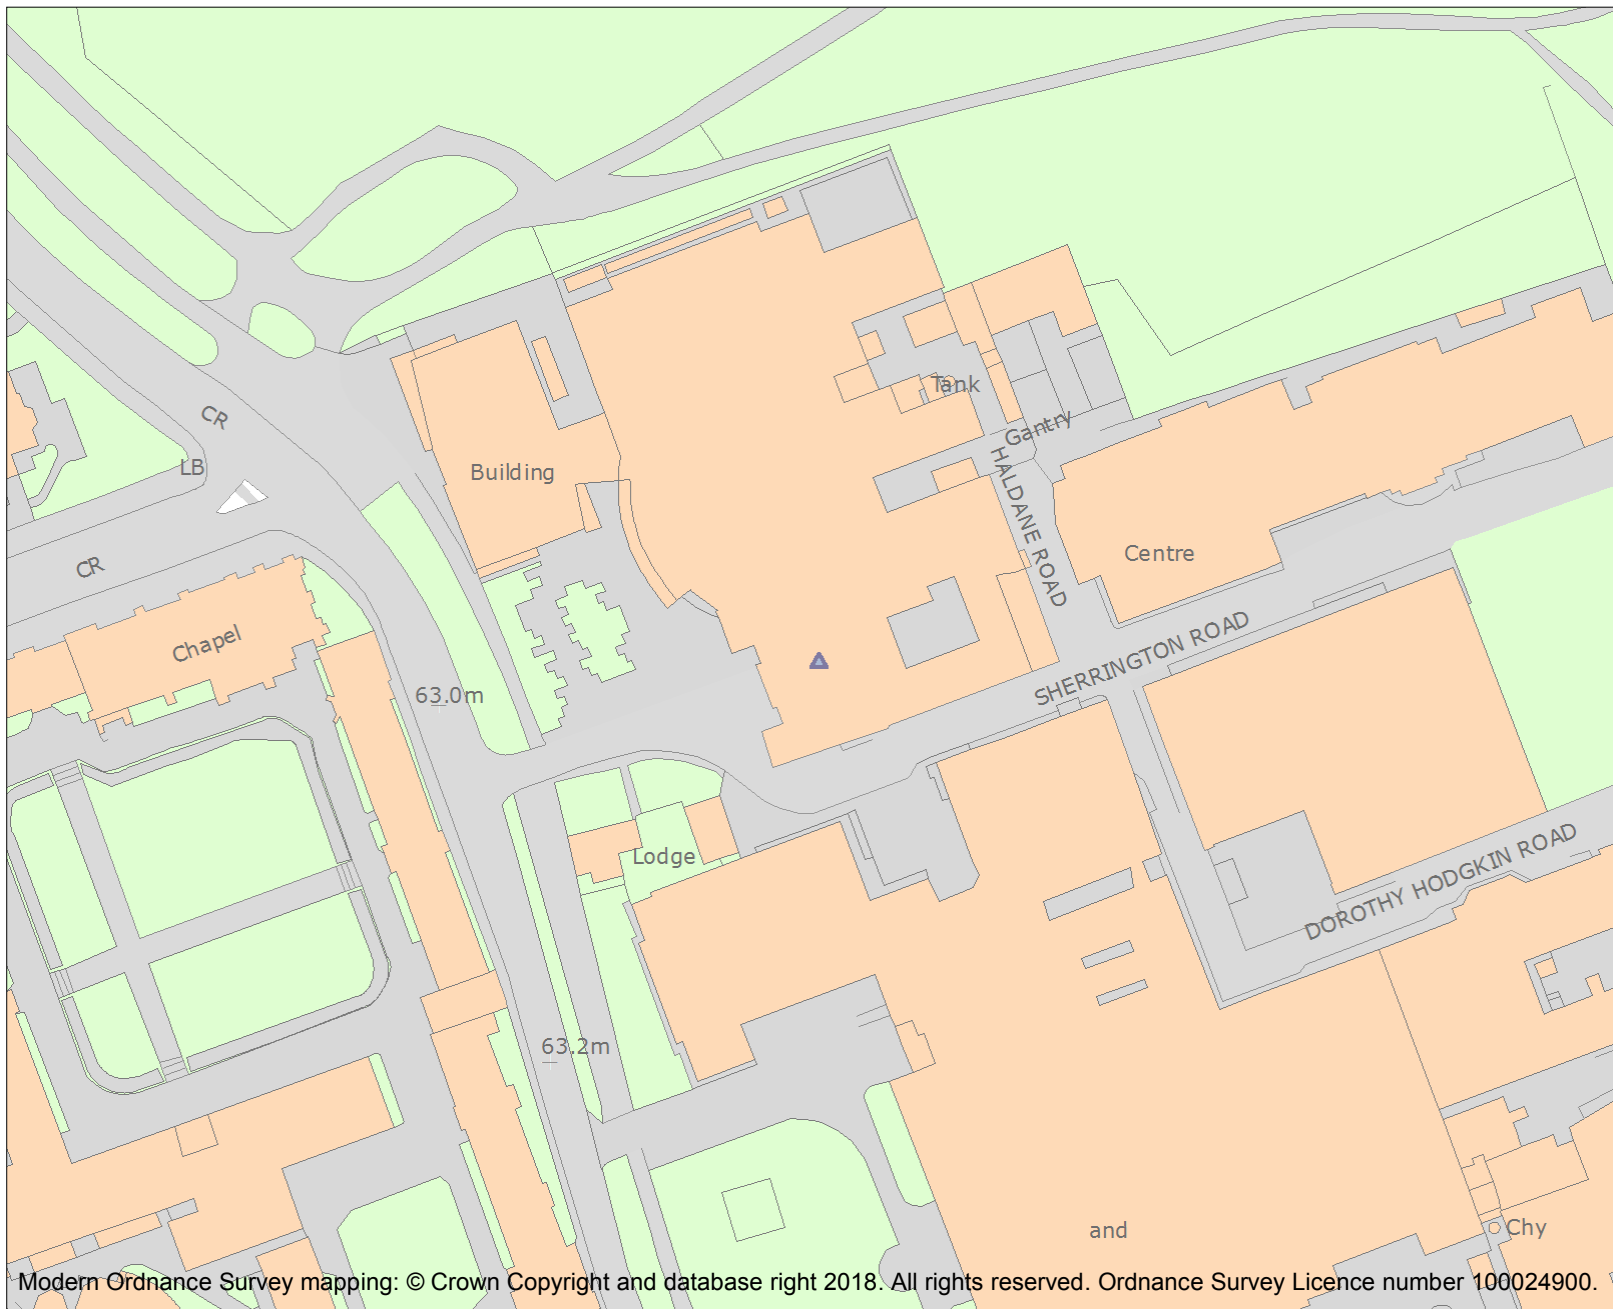 Tank
Gantry
CR
LB
Building
HALDANE ROAD
Centre
CR
Chapel
SHERRINGTON ROAD
63.0m
Lodge
DOROTHY HODGKIN ROAD
63.2m
and
Chy
Modern Ordnance Survey mapping: © Crown Copyright and database right 2018. All rights reserved. Ordnance Survey Licence number 100024900.